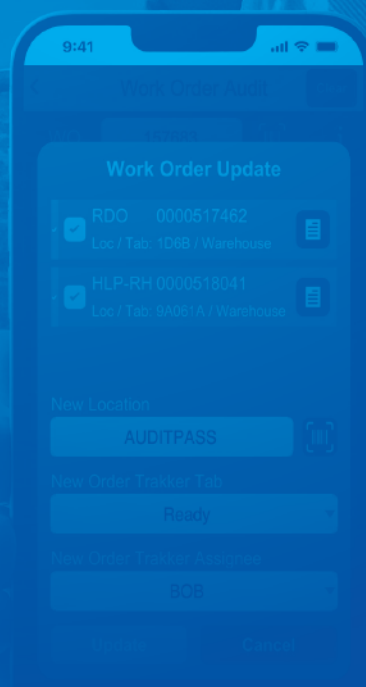 9:41
Work Order Audit
Work Order Update
RDO 0000517462
Loc / Tab: 1D6B / Warehouse
HLP-RH 0000518041
Loc / Tab: 9A061A / Warehouse
New Location
AUDITPASS
New Order Trakker Tab
Ready
New Order Trakker Assignee
BOB
Update Cancel